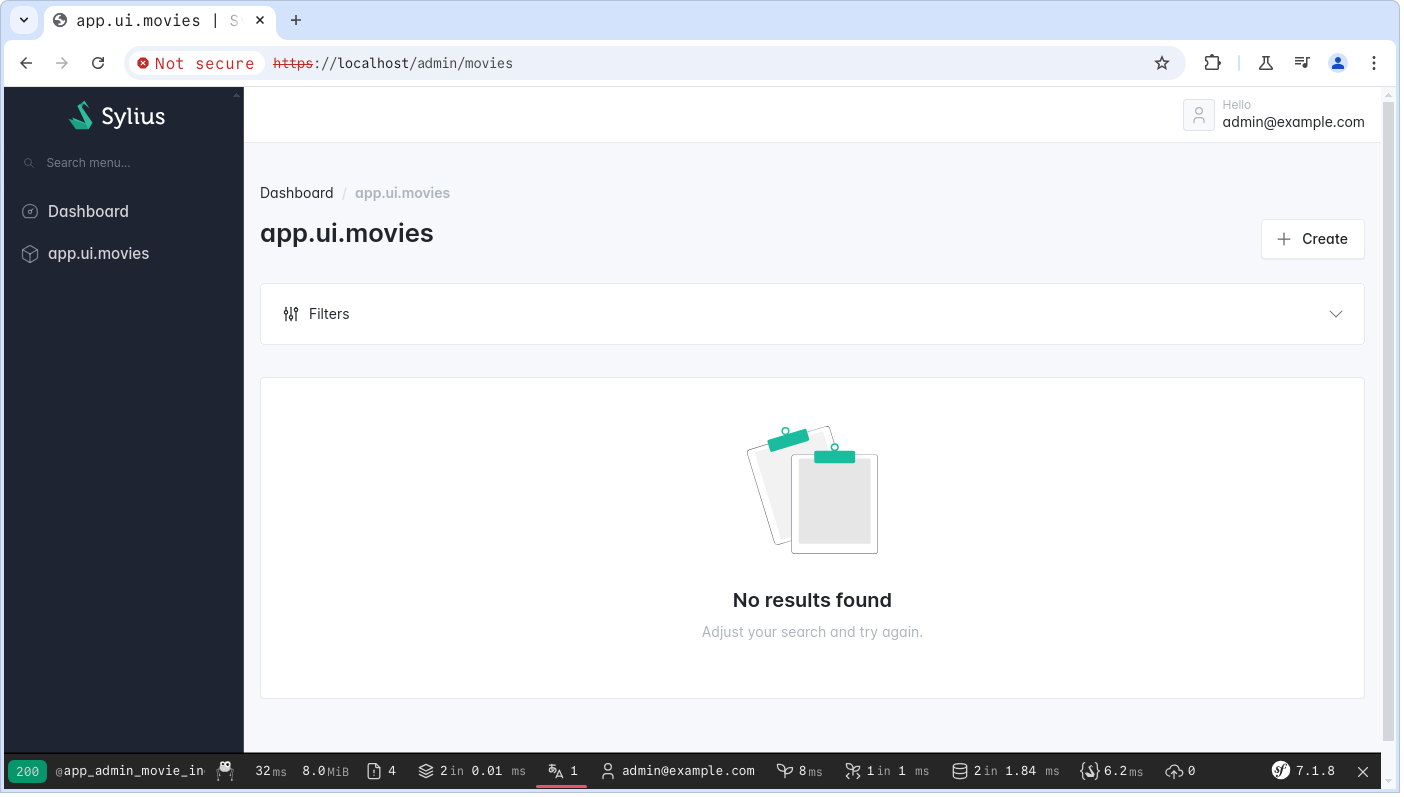 app.ui.movies | S
Not secure https://localhost/admin/movies
Sylius
Hello
admin@example.com
Search menu...
Dashboard
app.ui.movies
Dashboard / app.ui.movies
app.ui.movies
Create
Filters
No results found
Adjust your search and try again.
200 @app_admin_movie_in 32 ms 8.0 MiB 4 2 in 0.01 ms 1 admin@example.com 8 ms 1 in 1 ms 2 in 1.84 ms 6.2 ms 0 sf 7.1.8